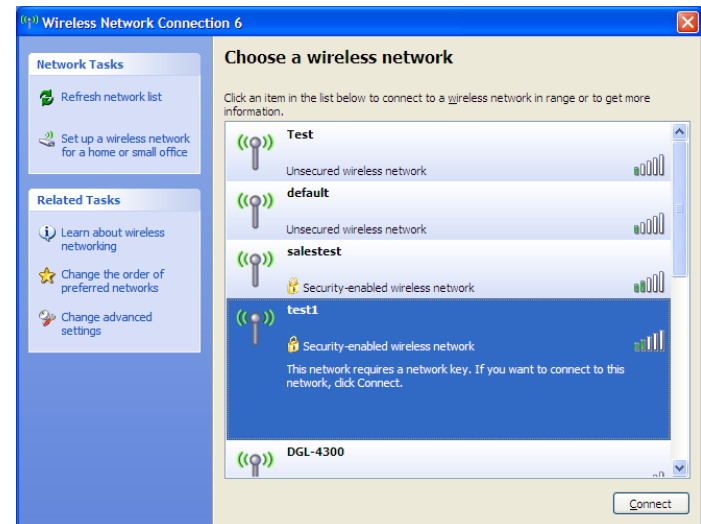 Wireless Network Connection 6
Network Tasks
Refresh network list
Set up a wireless network
for a home or small office
Related Tasks
Learn about wireless
networking
Change the order of
preferred networks
Change advanced
settings
Choose a wireless network
Click an item in the list below to connect to a wireless network in range or to get more
information.
Test
Unsecured wireless network
default
Unsecured wireless network
salestest
Security-enabled wireless network
test1
Security-enabled wireless network
This network requires a network key. If you want to connect to this
network, click Connect.
DGL-4300
Connect